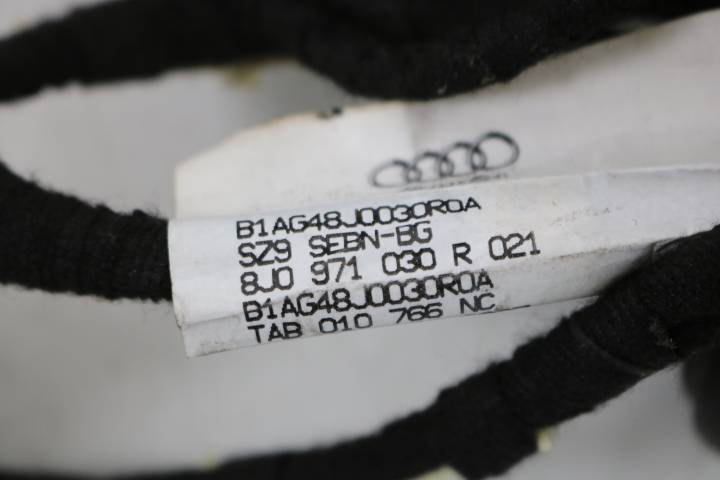 B1AG48J0030R0A
SZ9 SEBN-BG
8J0 971 030 R 021
B1AG48J0030R0A
TAB 010 766 NC